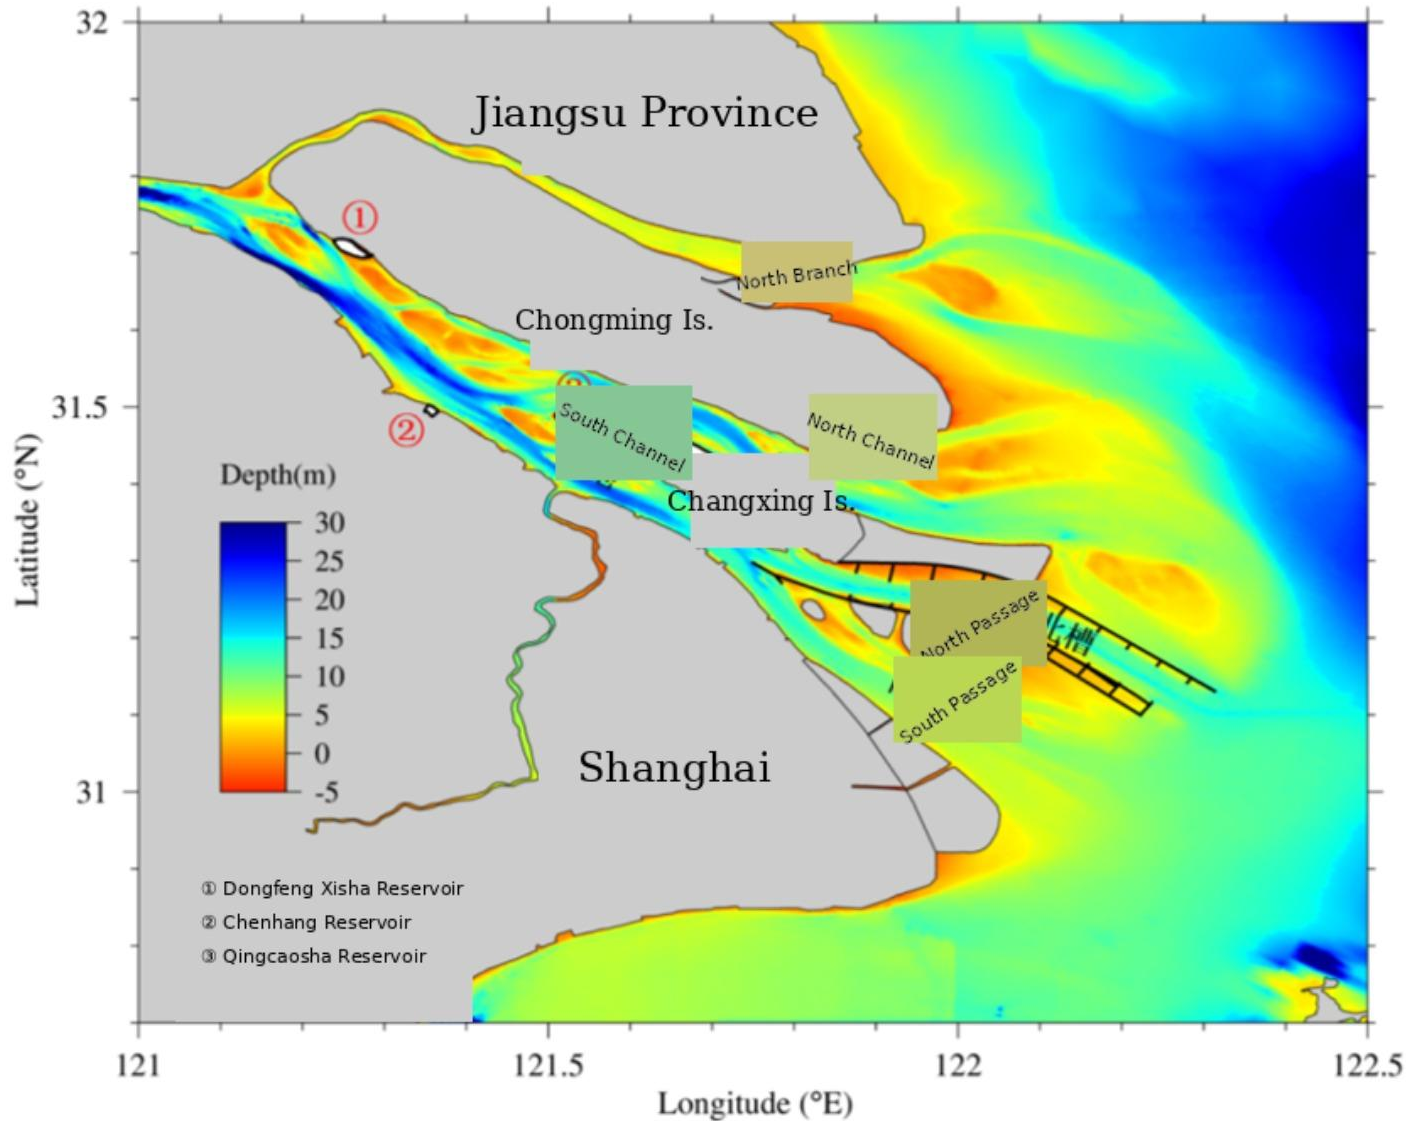 32
Jiangsu Province
①
North Branch
Chongming Is.
31.5
②
South Channel
North Channel
Changxing Is.
Depth(m)
30
25
20
15
10
5
0
-5
North Passage
北槽
South Passage
Shanghai
31
① Dongfeng Xisha Reservoir
② Chenhang Reservoir
③ Qingcaosha Reservoir
Latitude (°N)
121
121.5
122
122.5
Longitude (°E)